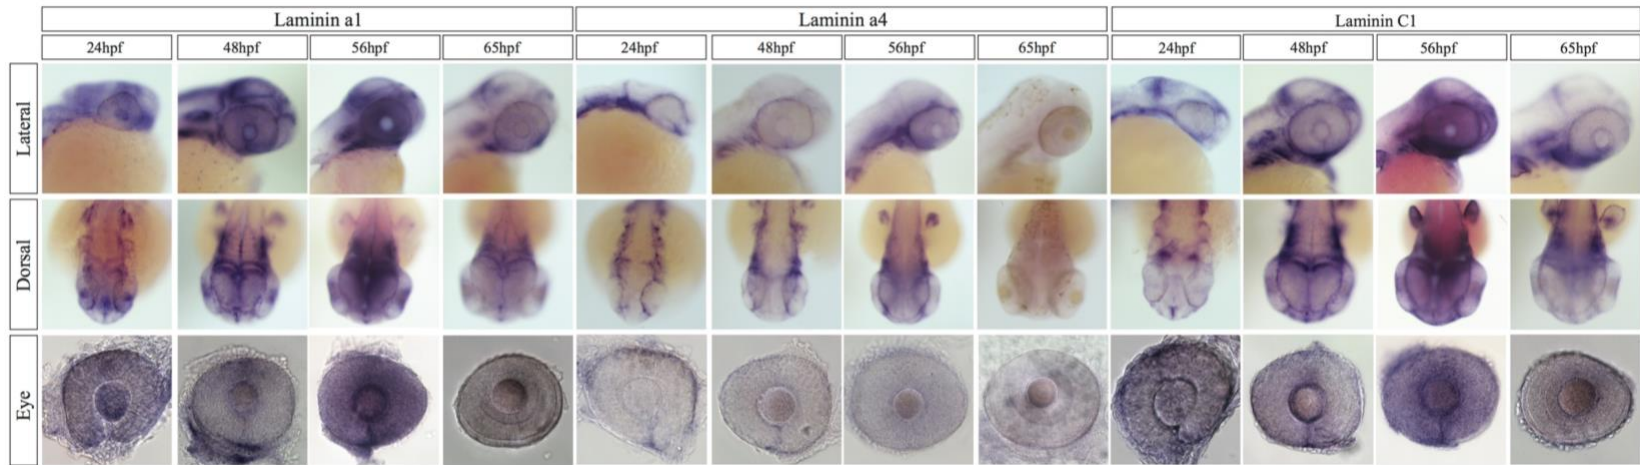 Laminin a1 Laminin a4 Laminin C1
24hpf 48hpf 56hpf 65hpf 24hpf 48hpf 56hpf 65hpf 24hpf 48hpf 56hpf 65hpf
Lateral
Dorsal
Eye